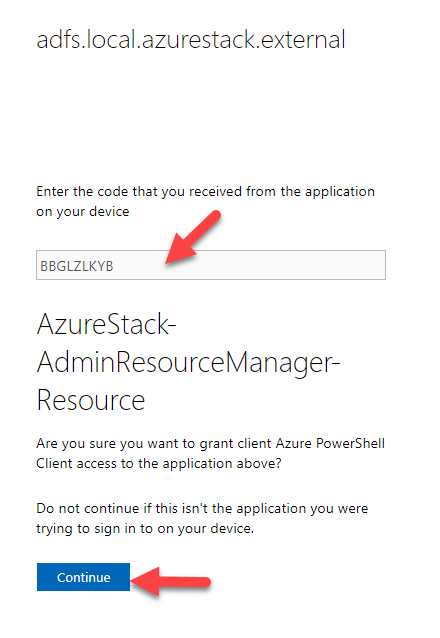 adfs.local.azurestack.external
Enter the code that you received from the application
on your device
BBGLZLKYB
AzureStack-
AdminResourceManager-
Resource
Are you sure you want to grant client Azure PowerShell
Client access to the application above?
Do not continue if this isn't the application you were
trying to sign in to on your device.
Continue